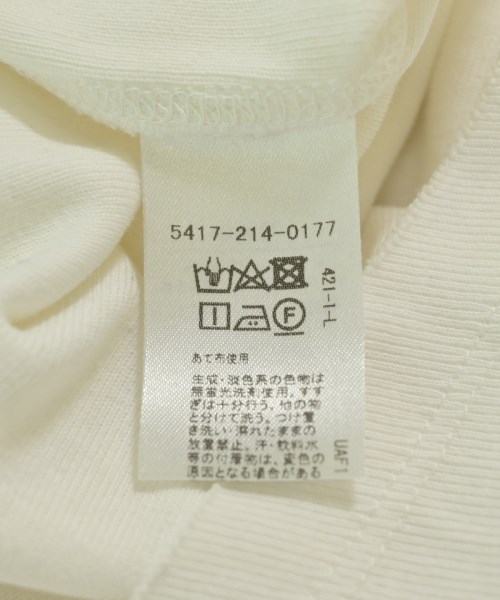 5417-214-0177
421-1-L
F
あて布使用
生成・淡色系の色物は
無蛍光洗剤使用。すす
ぎは十分行う。他の物
と分けて洗う。つけ置
き洗い・濡れたままの
放置禁止。汗・飲料水
等の付着物は、変色の
原因となる場合がある
UAF1